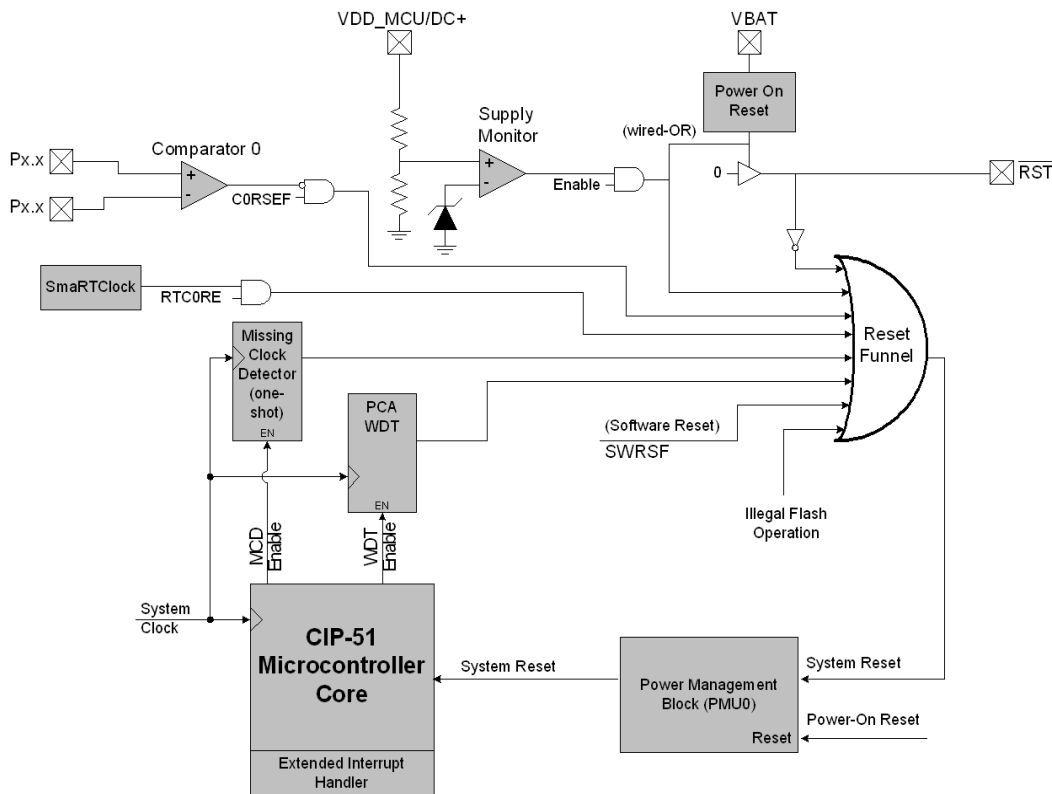 VDD_MCU/DC+
VBAT
Power On
Reset
Supply
Monitor
(wired-OR)
Comparator 0
Px.x
+
-
Px.x
C0RSEF
+
-
Enable
0
RST
SmaRTClock
RTC0RE
Missing
Clock
Detector
(one-
shot)
EN
PCA
WDT
EN
Reset
Funnel
(Software Reset)
SWRSF
Illegal Flash
Operation
MCD
Enable
WDT
Enable
System
Clock
CIP-51
Microcontroller
Core
Extended Interrupt
Handler
System Reset
Power Management
Block (PMU0)
Reset
System Reset
Power-On Reset